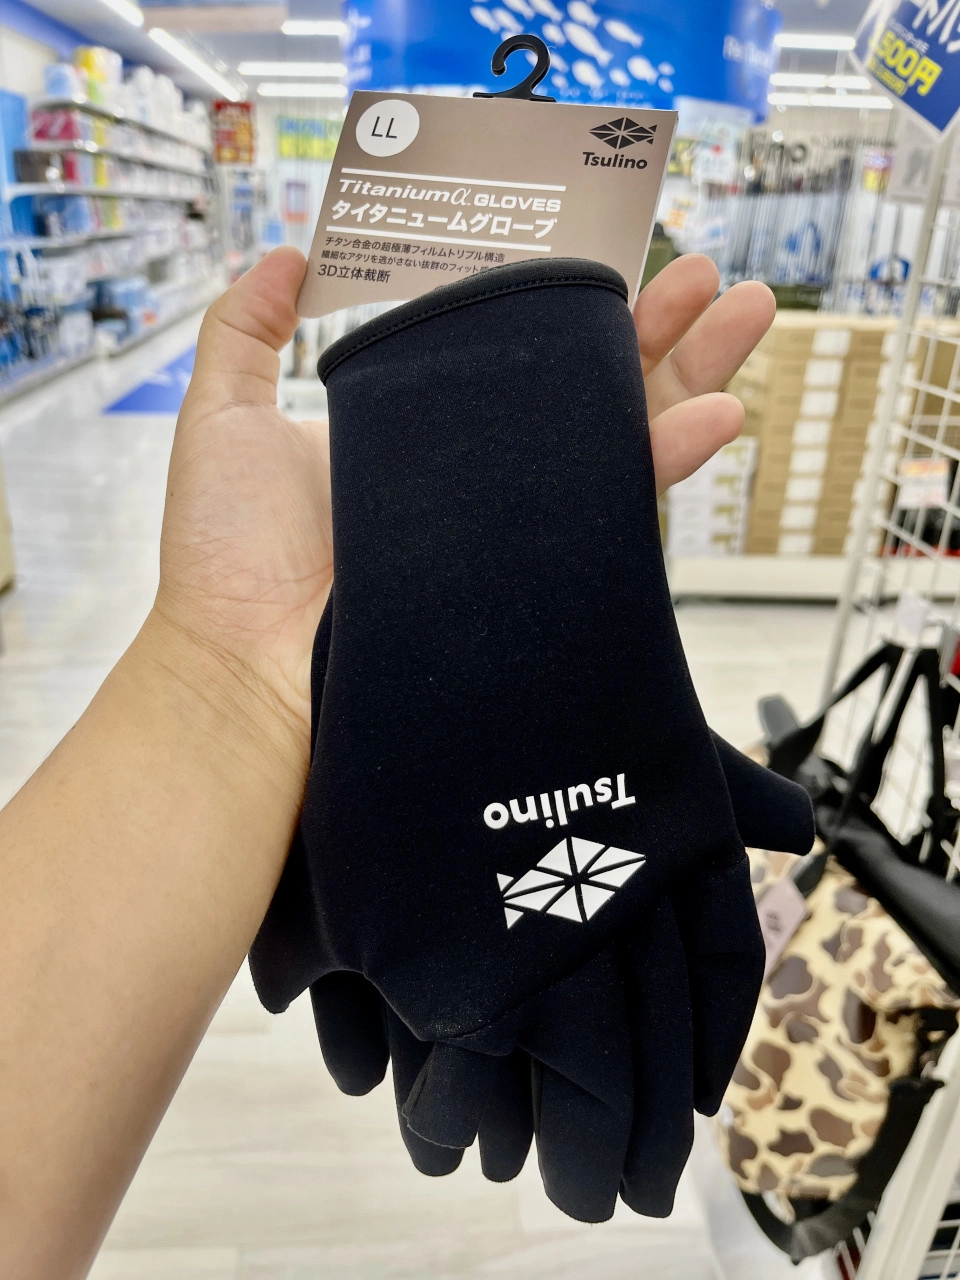 LL
Tsulino
Titanium α GLOVES
タイタニュームグローブ
チタン合金の超極薄フィルムトリプル構造
繊細なアタリを逃がさない抜群のフィット感
3D立体裁断
Tsulino
500円